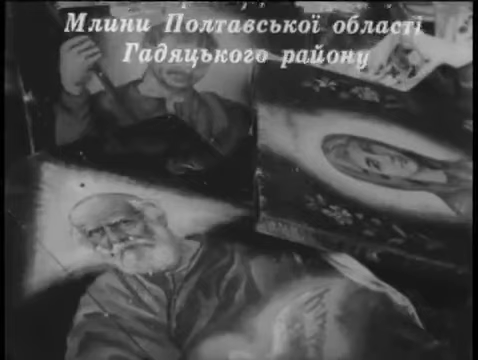 Млини Полтавської області
Гадяцького району